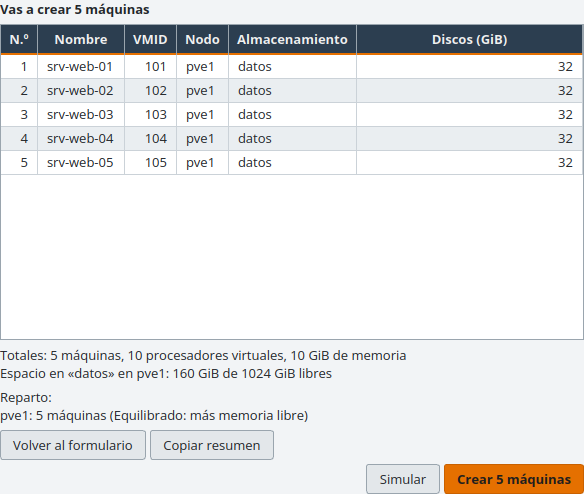 Vas a crear 5 máquinas
N.º Nombre VMID Nodo Almacenamiento Discos (GiB)
1 srv-web-01 101 pve1 datos 32
2 srv-web-02 102 pve1 datos 32
3 srv-web-03 103 pve1 datos 32
4 srv-web-04 104 pve1 datos 32
5 srv-web-05 105 pve1 datos 32
Totales: 5 máquinas, 10 procesadores virtuales, 10 GiB de memoria
Espacio en «datos» en pve1: 160 GiB de 1024 GiB libres
Reparto:
pve1: 5 máquinas (Equilibrado: más memoria libre)
Volver al formulario Copiar resumen
Simular Crear 5 máquinas